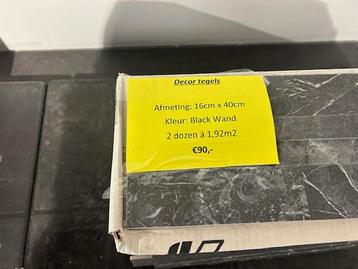 Decor tegels
Afmeting: 16cm x 40cm
Kleur: Black Wand
2 dozen á 1,92m2
€90,-